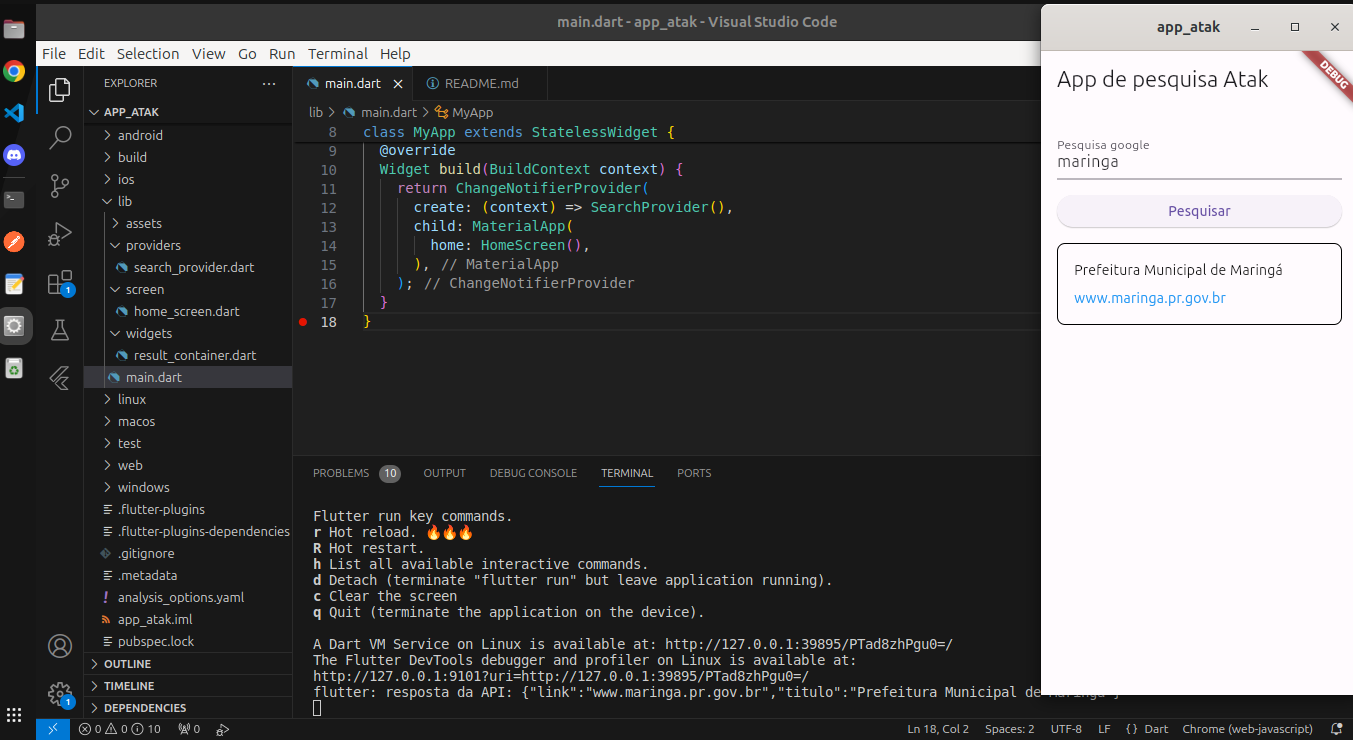 main.dart - app_atak - Visual Studio Code
File Edit Selection View Go Run Terminal Help
EXPLORER
APP_ATAK
android
build
ios
lib
assets
providers
search_provider.dart
screen
home_screen.dart
widgets
result_container.dart
main.dart
linux
macos
test
web
windows
.flutter-plugins
.flutter-plugins-dependencies
.gitignore
.metadata
analysis_options.yaml
app_atak.iml
pubspec.lock
OUTLINE
TIMELINE
DEPENDENCIES
1
1
main.dart README.md
lib > main.dart > MyApp
8 class MyApp extends StatelessWidget {
9 @override
10 Widget build(BuildContext context) {
11 return ChangeNotifierProvider(
12 create: (context) => SearchProvider(),
13 child: MaterialApp(
14 home: HomeScreen(),
15 ), // MaterialApp
16 ); // ChangeNotifierProvider
17 }
18 }
PROBLEMS 10 OUTPUT DEBUG CONSOLE TERMINAL PORTS
Flutter run key commands.
r Hot reload. 🔥🔥🔥
R Hot restart.
h List all available interactive commands.
d Detach (terminate "flutter run" but leave application running).
c Clear the screen
q Quit (terminate the application on the device).
A Dart VM Service on Linux is available at: http://127.0.0.1:39895/PTad8zhPgu0=/
The Flutter DevTools debugger and profiler on Linux is available at:
http://127.0.0.1:9101?uri=http://127.0.0.1:39895/PTad8zhPgu0=/
flutter: resposta da API: {"link":"www.maringa.pr.gov.br","titulo":"Prefeitura Municipal de
0 0 10 0
Ln 18, Col 2 Spaces: 2 UTF-8 LF {} Dart Chrome (web-javascript)
app_atak
DEBUG
App de pesquisa Atak
Pesquisa google
maringa
Pesquisar
Prefeitura Municipal de Maringá
www.maringa.pr.gov.br